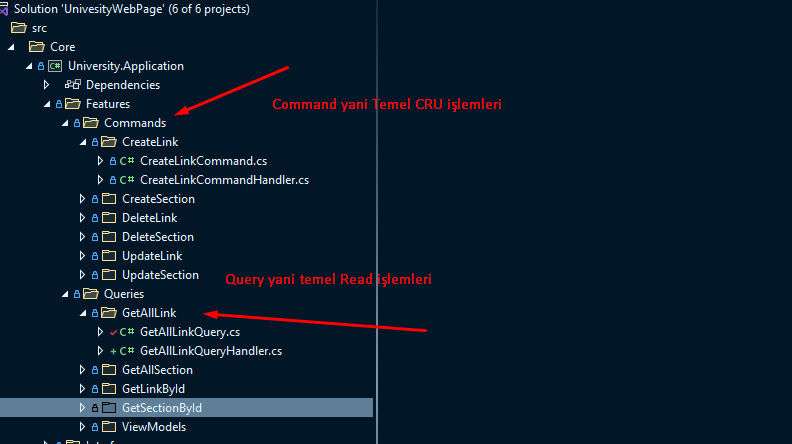 Solution 'UnivesityWebPage' (6 of 6 projects)
src
Core
C# University.Application
Dependencies
Features
Command yani Temel CRU işlemleri
Commands
CreateLink
C# CreateLinkCommand.cs
C# CreateLinkCommandHandler.cs
CreateSection
DeleteLink
DeleteSection
UpdateLink
UpdateSection
Query yani temel Read işlemleri
Queries
GetAllLink
C# GetAllLinkQuery.cs
C# GetAllLinkQueryHandler.cs
GetAllSection
GetLinkById
GetSectionById
ViewModels